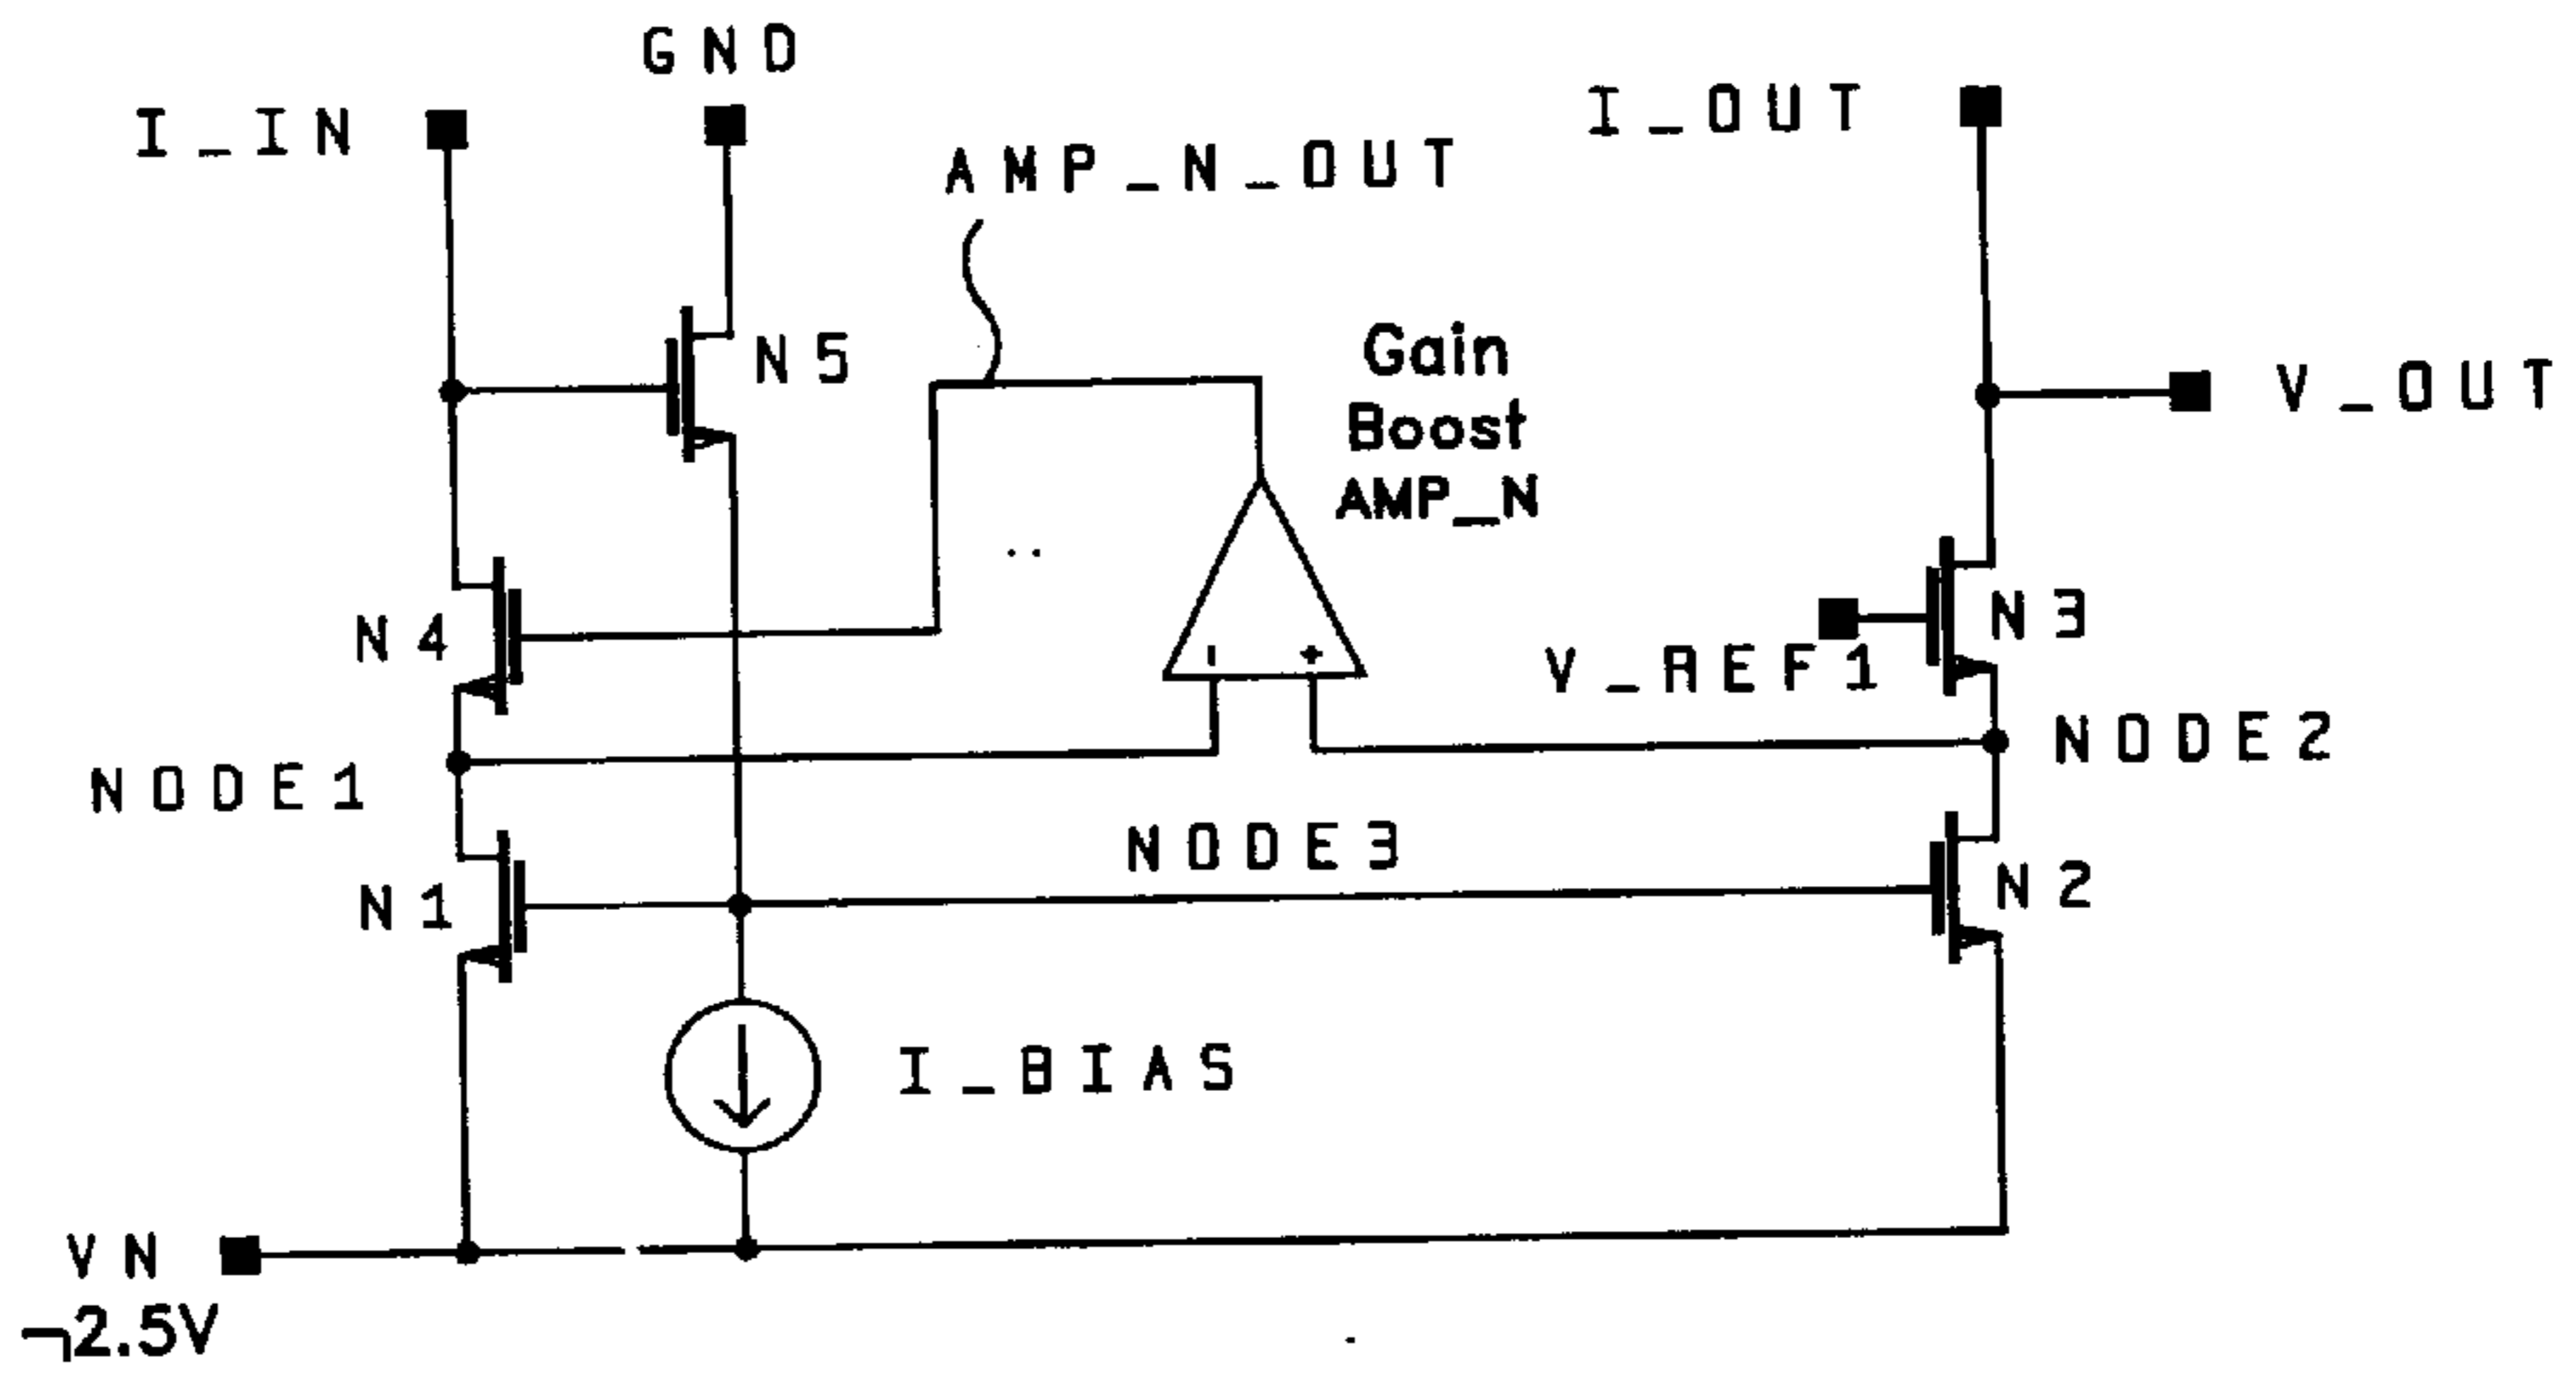 GND
I_IN
I_OUT
AMP_N_OUT
N5
Gain
Boost
AMP_N
V_OUT
N4
- +
N3
V_REF1
NODE1
NODE2
NODE3
N1
N2
I_BIAS
VN
-2.5V